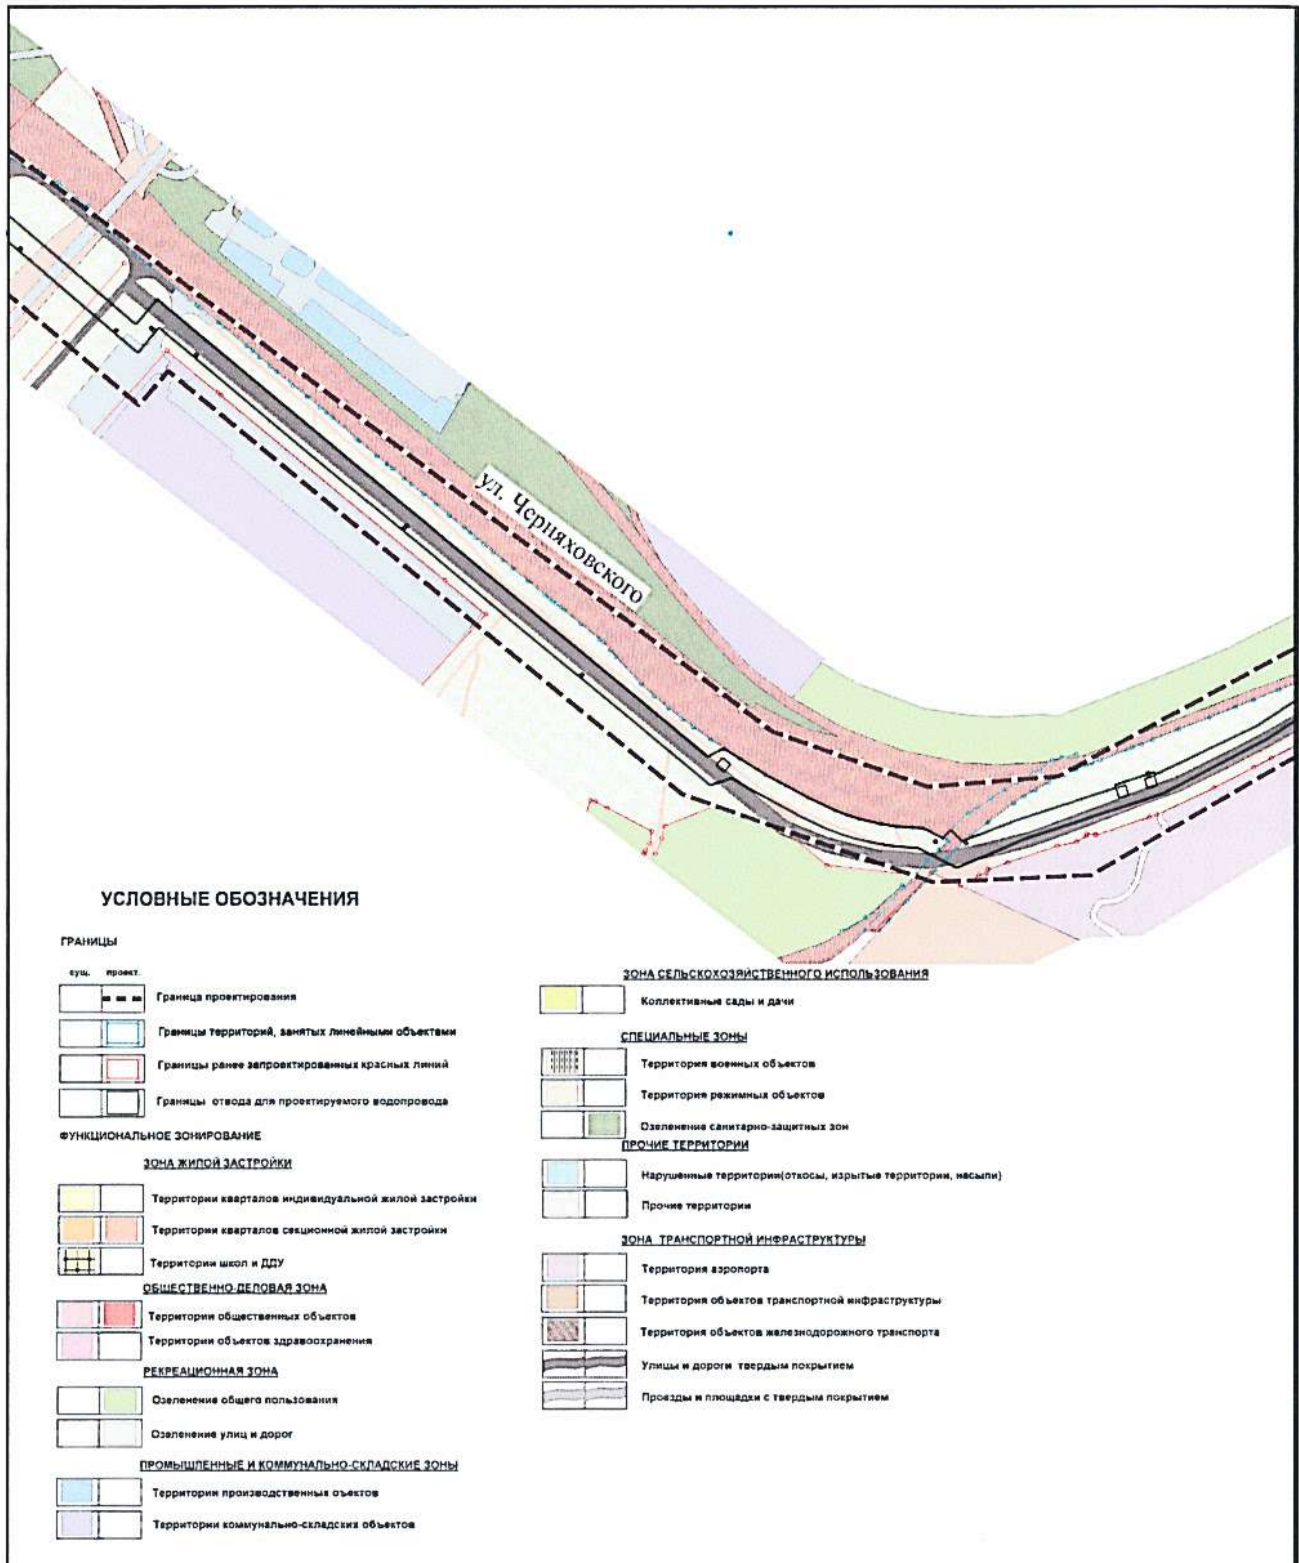 ул. Черняховского
УСЛОВНЫЕ ОБОЗНАЧЕНИЯ
ГРАНИЦЫ
сущ. проект.
Граница проектирования
Границы территорий, занятых линейными объектами
Границы ранее запроектированных красных линий
Границы отвода для проектируемого водопровода
ФУНКЦИОНАЛЬНОЕ ЗОНИРОВАНИЕ
ЗОНА ЖИЛОЙ ЗАСТРОЙКИ
Территории кварталов индивидуальной жилой застройки
Территории кварталов секционной жилой застройки
Территории школ и ДДУ
ОБЩЕСТВЕННО-ДЕЛОВАЯ ЗОНА
Территории общественных объектов
Территории объектов здравоохранения
РЕКРЕАЦИОННАЯ ЗОНА
Озеленение общего пользования
Озеленение улиц и дорог
ПРОМЫШЛЕННЫЕ И КОММУНАЛЬНО-СКЛАДСКИЕ ЗОНЫ
Территории производственных оъектов
Территории коммунально-складских объектов
ЗОНА СЕЛЬСКОХОЗЯЙСТВЕННОГО ИСПОЛЬЗОВАНИЯ
Коллективные сады и дачи
СПЕЦИАЛЬНЫЕ ЗОНЫ
Территория военных объектов
Территория режимных объектов
Озеленение санитарно-защитных зон
ПРОЧИЕ ТЕРРИТОРИИ
Нарушенные территории(откосы, изрытые территории, насыпи)
Прочие территории
ЗОНА ТРАНСПОРТНОЙ ИНФРАСТРУКТУРЫ
Территория аэропорта
Территория объектов транспортной инфраструктуры
Территория объектов железнодорожного транспорта
Улицы и дороги твердым покрытием
Проезды и площадки с твердым покрытием